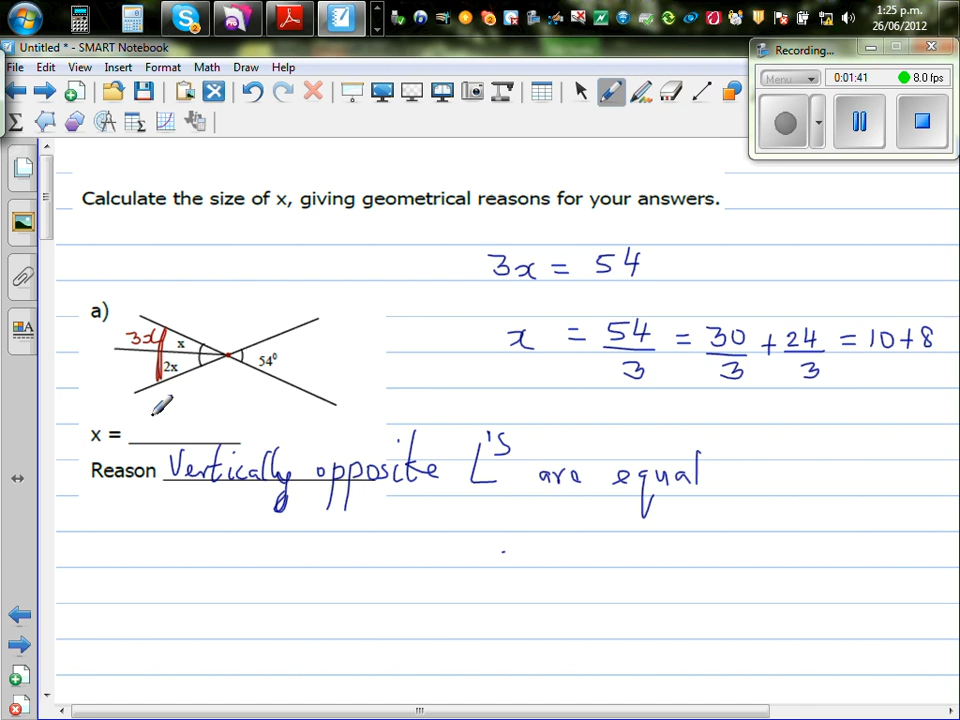 1:25 p.m.
26/06/2012
Untitled * - SMART Notebook
File Edit View Insert Format Math Draw Help
Recording...
Menu
0:01:41
8.0 fps
Calculate the size of x, giving geometrical reasons for your answers.
3x = 54
a)
3x
x
2x
54⁰
x = 54/3 = 30/3 + 24/3 = 10+8
x =
Reason Vertically opposite ∠'s are equal